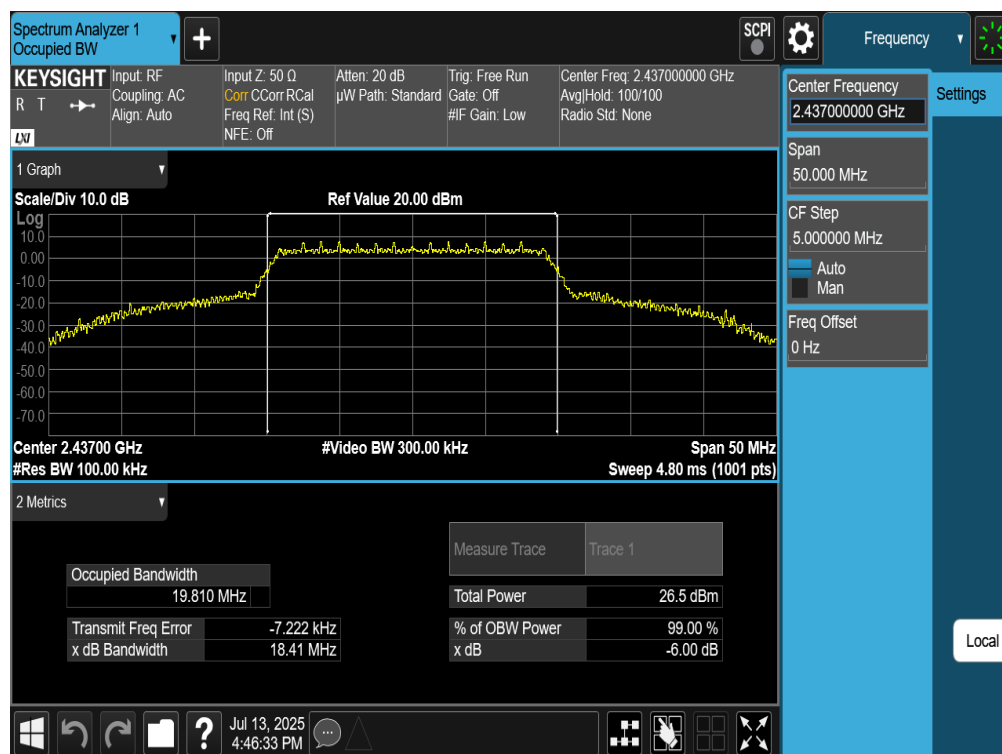 Spectrum Analyzer 1
Occupied BW
+
SCPI
Frequency
KEYSIGHT
R T
LXI
Input: RF
Coupling: AC
Align: Auto
Input Z: 50 Ω
Corr CCorr RCal
Freq Ref: Int (S)
NFE: Off
Atten: 20 dB
µW Path: Standard
Trig: Free Run
Gate: Off
#IF Gain: Low
Center Freq: 2.437000000 GHz
Avg|Hold: 100/100
Radio Std: None
Center Frequency
2.437000000 GHz
Settings
Span
50.000 MHz
CF Step
5.000000 MHz
Auto
Man
Freq Offset
0 Hz
1 Graph
Scale/Div 10.0 dB
Ref Value 20.00 dBm
Log
10.0
0.00
-10.0
-20.0
-30.0
-40.0
-50.0
-60.0
-70.0
Center 2.43700 GHz
#Video BW 300.00 kHz
Span 50 MHz
#Res BW 100.00 kHz
Sweep 4.80 ms (1001 pts)
2 Metrics
Measure Trace
Trace 1
Occupied Bandwidth
19.810 MHz
Total Power
26.5 dBm
Transmit Freq Error
-7.222 kHz
% of OBW Power
99.00 %
x dB Bandwidth
18.41 MHz
x dB
-6.00 dB
Local
?
Jul 13, 2025
4:46:33 PM